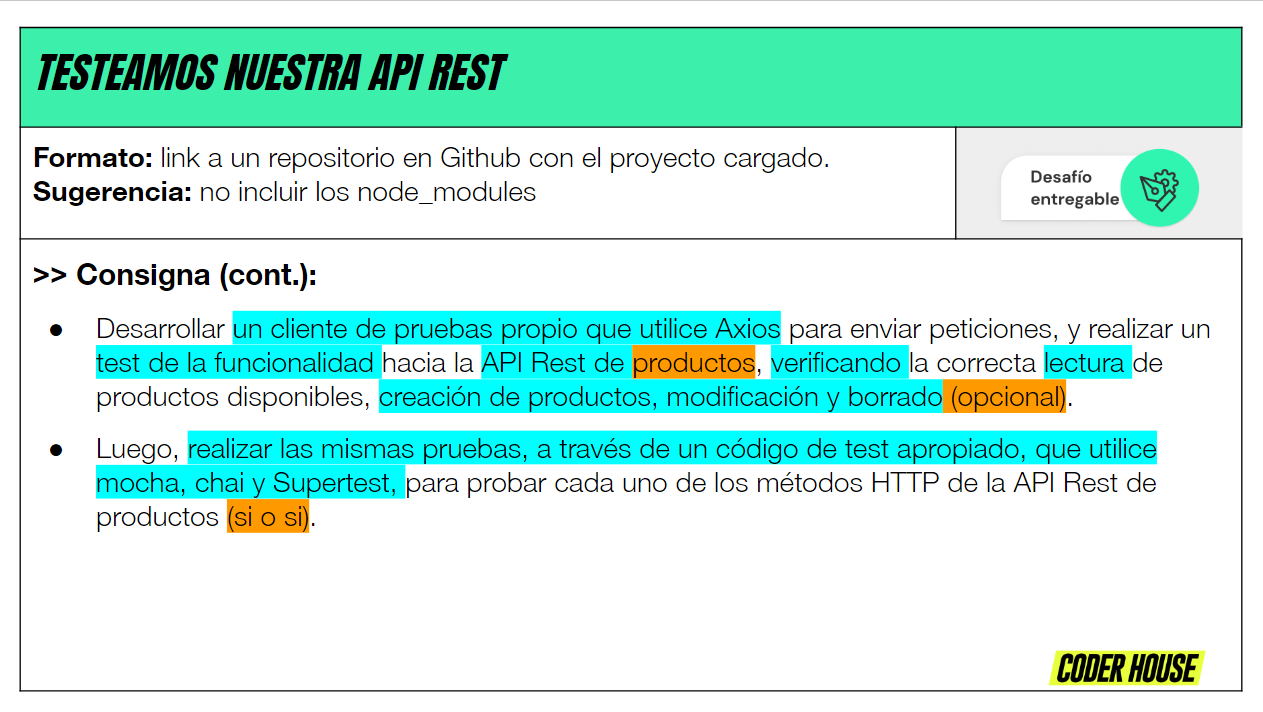 TESTEAMOS NUESTRA API REST
Formato: link a un repositorio en Github con el proyecto cargado.
Sugerencia: no incluir los node_modules
Desafío
entregable
>> Consigna (cont.):
● Desarrollar un cliente de pruebas propio que utilice Axios para enviar peticiones, y realizar un
test de la funcionalidad hacia la API Rest de productos, verificando la correcta lectura de
productos disponibles, creación de productos, modificación y borrado (opcional).
● Luego, realizar las mismas pruebas, a través de un código de test apropiado, que utilice
mocha, chai y Supertest, para probar cada uno de los métodos HTTP de la API Rest de
productos (si o si).
CODER HOUSE